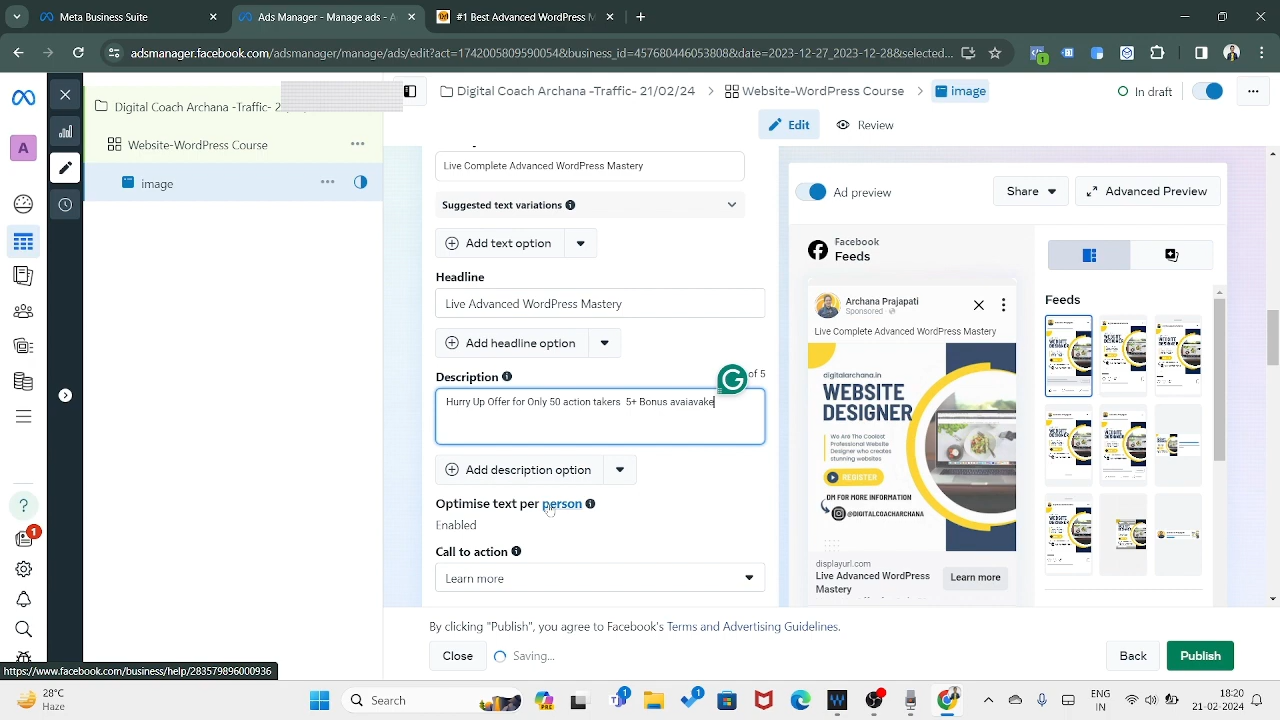 Meta Business Suite
Ads Manager - Manage ads - Ad
#1 Best WordPress Mastery
adsmanager.facebook.com/adsmanager/manage/ads/edit?act=1742005809590054&business_id=457680446053808&date=2023-12-27_2023-12-28&selected...
Digital Coach Archana -Traffic- 2
Digital Coach Archana -Traffic- 21/02/24
Website-WordPress Course
image
In draft
Edit
Review
Website-WordPress Course
image
A
Live Complete Advanced WordPress Mastery
Suggested text variations
Add text option
Headline
Live Advanced WordPress Mastery
Add headline option
Description
of 5
Hurry Up Offer for Only 50 action takers 5+ Bonus avaiavake
Add description option
Optimise text per person
Enabled
Call to action
Learn more
Ad preview
Share
Advanced Preview
Facebook
Feeds
Archana Prajapati
Sponsored
Live Complete Advanced WordPress Mastery
digitalarchana.in
WEBSITE
DESIGNER
We Are The Coolest
Professional Website
Designer who creates
stunning websites
REGISTER
DM FOR MORE INFORMATION
@DIGITALCOACHARCHANA
displayurl.com
Live Advanced WordPress
Mastery
Learn more
Feeds
By clicking "Publish", you agree to Facebook's Terms and Advertising Guidelines.
Close
Saving...
Back
Publish
https://www.facebook.com/business/help/283579896000936
28°C
Haze
Search
ENG
IN
18:20
21-02-2024